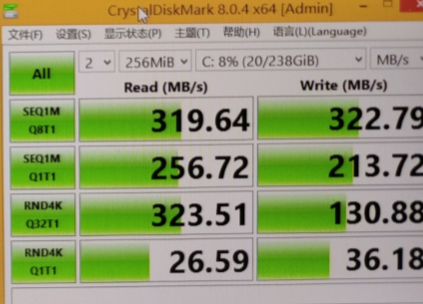 CrystalDiskMark 8.0.4 x64 [Admin]
文件(F) 设置(S) 显示状态(P) 主题(T) 帮助(H) 语言(L)(Language)
All 2 256MiB C: 8% (20/238GiB) MB/s
Read (MB/s) Write (MB/s)
SEQ1M
Q8T1 319.64 322.79
SEQ1M
Q1T1 256.72 213.72
RND4K
Q32T1 323.51 130.88
RND4K
Q1T1 26.59 36.18